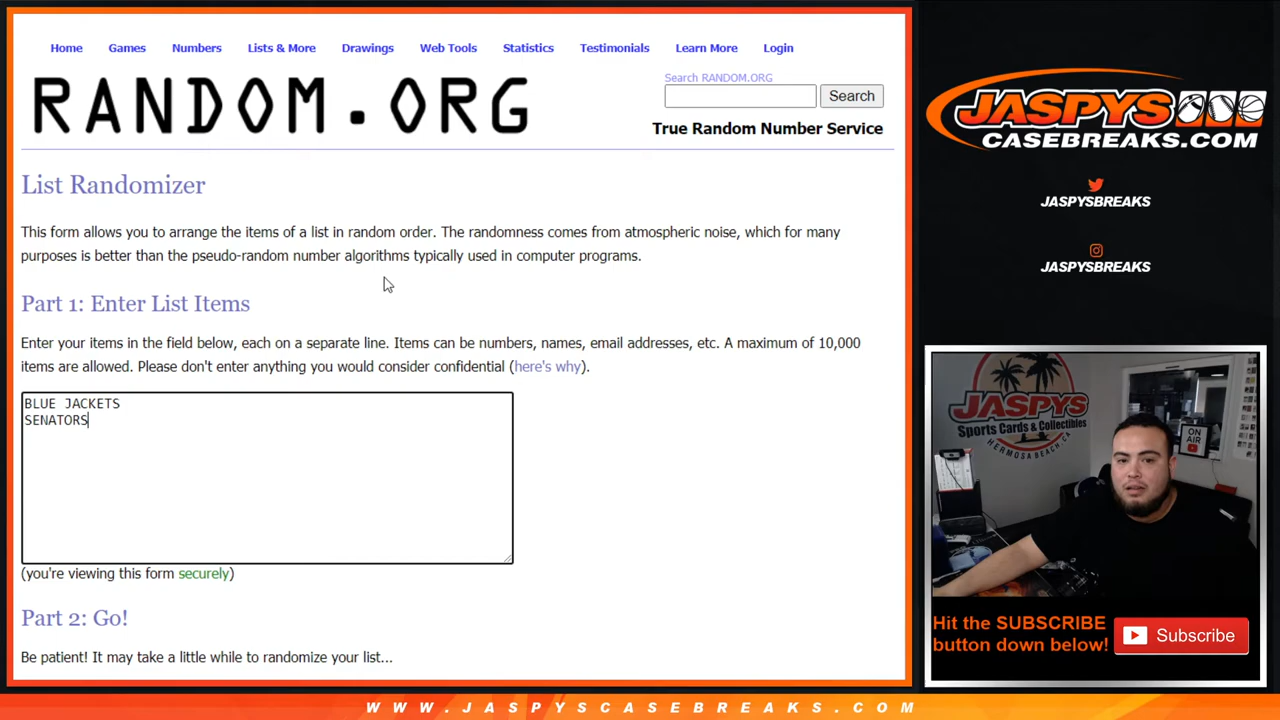 Home Games Numbers Lists & More Drawings Web Tools Statistics Testimonials Learn More Login
RANDOM.ORG
Search RANDOM.ORG
Search
True Random Number Service
List Randomizer
This form allows you to arrange the items of a list in random order. The randomness comes from atmospheric noise, which for many
purposes is better than the pseudo-random number algorithms typically used in computer programs.
Part 1: Enter List Items
Enter your items in the field below, each on a separate line. Items can be numbers, names, email addresses, etc. A maximum of 10,000
items are allowed. Please don't enter anything you would consider confidential (here's why).
BLUE JACKETS
SENATORS
(you're viewing this form securely)
Part 2: Go!
Be patient! It may take a little while to randomize your list...
JASPYS
CASEBREAKS.COM
JASPYSBREAKS
JASPYSBREAKS
JASPYS
Sports Cards & Collectibles
HERMOSA BEACH, CA
ON
AIR
Hit the SUBSCRIBE
button down below!
Subscribe
WWW.JASPYSCASEBREAKS.COM